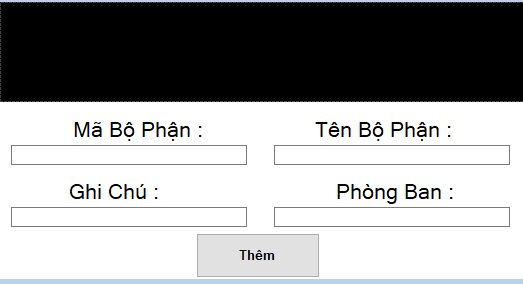 Mã Bộ Phận :
Tên Bộ Phận :
Ghi Chú :
Phòng Ban :
Thêm